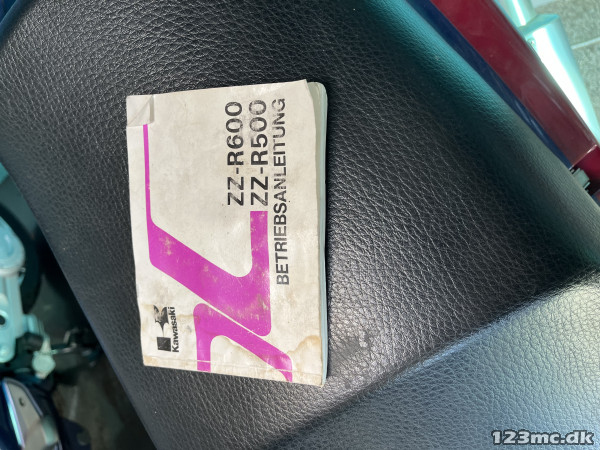 ZZ-R600
ZZ-R500
BETRIEBSANLEITUNG
Kawasaki
123mc.dk